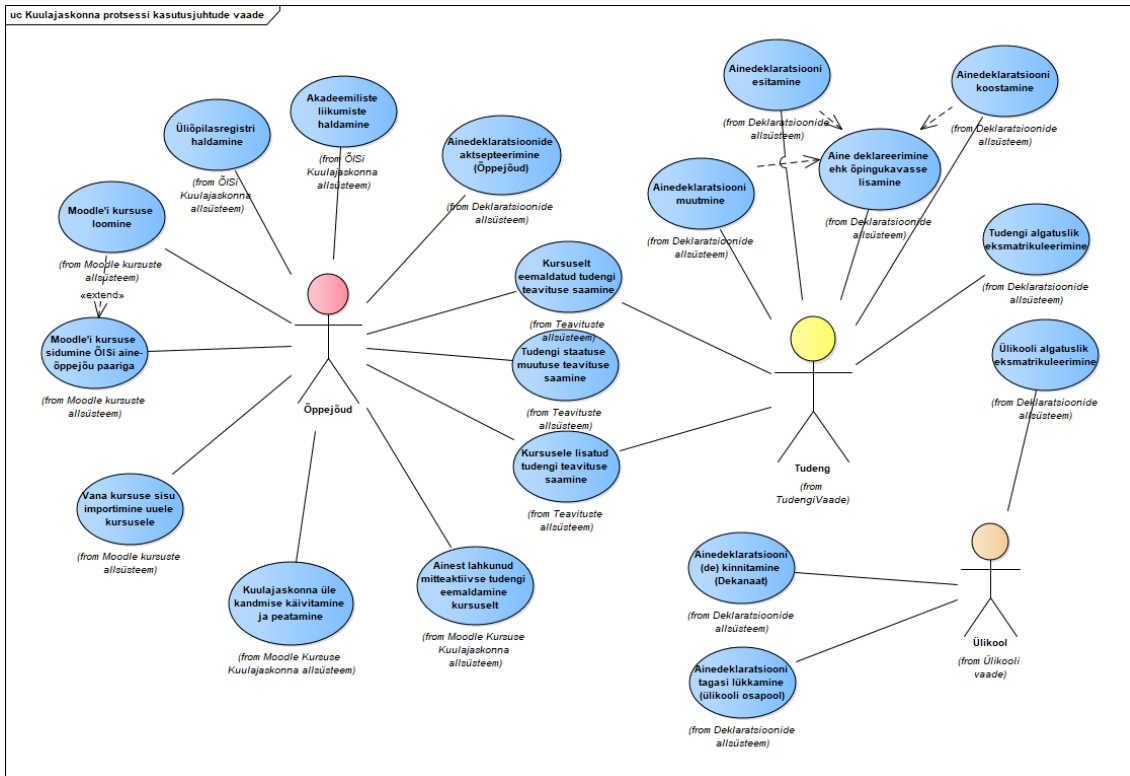 uc Kuulajaskonna protsessi kasutusjuhtude vaade
Akadeemiliste
liikumiste
haldamine
(from ÕISi
Kuulajaskonna
allsüsteem)
Üliõpilasregistri
haldamine
(from ÕISi
Kuulajaskonna
allsüsteem)
Ainedeklaratsioonide
aktsepteerimine
(Õppejõud)
(from Deklaratsioonide
allsüsteem)
Moodle'i kursuse
loomine
(from Moodle kursuste
allsüsteem)
«extend»
Moodle'i kursuse
sidumine ÕISi aine-
õppejõu paariga
(from Moodle kursuste
allsüsteem)
Õppejõud
Kursuselt
eemaldatud tudengi
teavituse saamine
(from Teavituste
allsüsteem)
Tudengi staatuse
muutuse teavituse
saamine
(from Teavituste
allsüsteem)
Kursusele lisatud
tudengi teavituse
saamine
(from Teavituste
allsüsteem)
Vana kursuse sisu
importimine uuele
kursusele
(from Moodle kursuste
allsüsteem)
Kuulajaskonna üle
kandmise käivitamine
ja peatamine
(from Moodle Kursuse
Kuulajaskonna allsüsteem)
Ainest lahkunud
mitteaktiivse tudengi
eemaldamine
kursuselt
(from Moodle Kursuse
Kuulajaskonna
allsüsteem)
Ainedeklaratsiooni
esitamine
(from Deklaratsioonide
allsüsteem)
Ainedeklaratsiooni
koostamine
(from Deklaratsioonide
allsüsteem)
Aine deklareerimine
ehk õpingukavasse
lisamine
(from Deklaratsioonide
allsüsteem)
Ainedeklaratsiooni
muutmine
(from Deklaratsioonide
allsüsteem)
Tudengi algatuslik
eksmatrikuleerimine
(from Deklaratsioonide
allsüsteem)
Ülikooli algatuslik
eksmatrikuleerimine
(from Deklaratsioonide
allsüsteem)
Tudeng
(from
TudengiVaade)
Ainedeklaratsiooni
(de) kinnitamine
(Dekanaat)
(from Deklaratsioonide
allsüsteem)
Ainedeklaratsiooni
tagasi lükkamine
(ülikooli osapool)
(from Deklaratsioonide
allsüsteem)
Ülikool
(from Ülikooli
vaade)